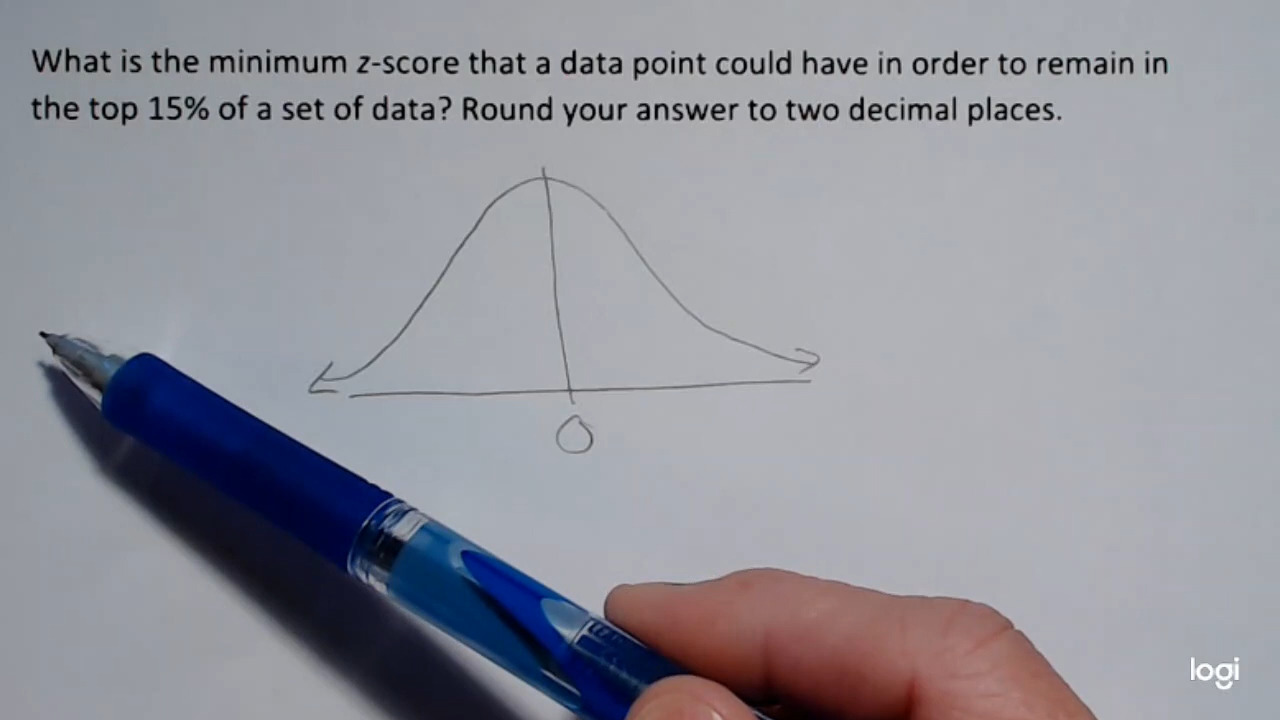 What is the minimum z-score that a data point could have in order to remain in
the top 15% of a set of data? Round your answer to two decimal places.
0
logi